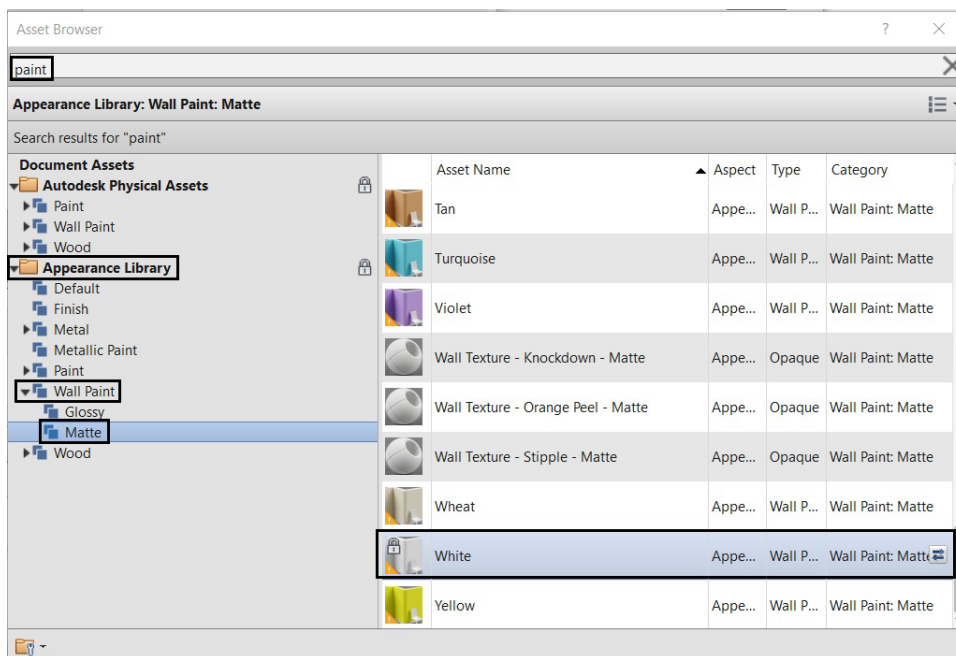 Asset Browser ?
paint
Appearance Library: Wall Paint: Matte
Search results for "paint"
Document Assets
Autodesk Physical Assets
Paint
Wall Paint
Wood
Appearance Library
Default
Finish
Metal
Metallic Paint
Paint
Wall Paint
Glossy
Matte
Wood
Asset Name Aspect Type Category
Tan Appe... Wall P... Wall Paint: Matte
Turquoise Appe... Wall P... Wall Paint: Matte
Violet Appe... Wall P... Wall Paint: Matte
Wall Texture - Knockdown - Matte Appe... Opaque Wall Paint: Matte
Wall Texture - Orange Peel - Matte Appe... Opaque Wall Paint: Matte
Wall Texture - Stipple - Matte Appe... Opaque Wall Paint: Matte
Wheat Appe... Wall P... Wall Paint: Matte
White Appe... Wall P... Wall Paint: Matte
Yellow Appe... Wall P... Wall Paint: Matte